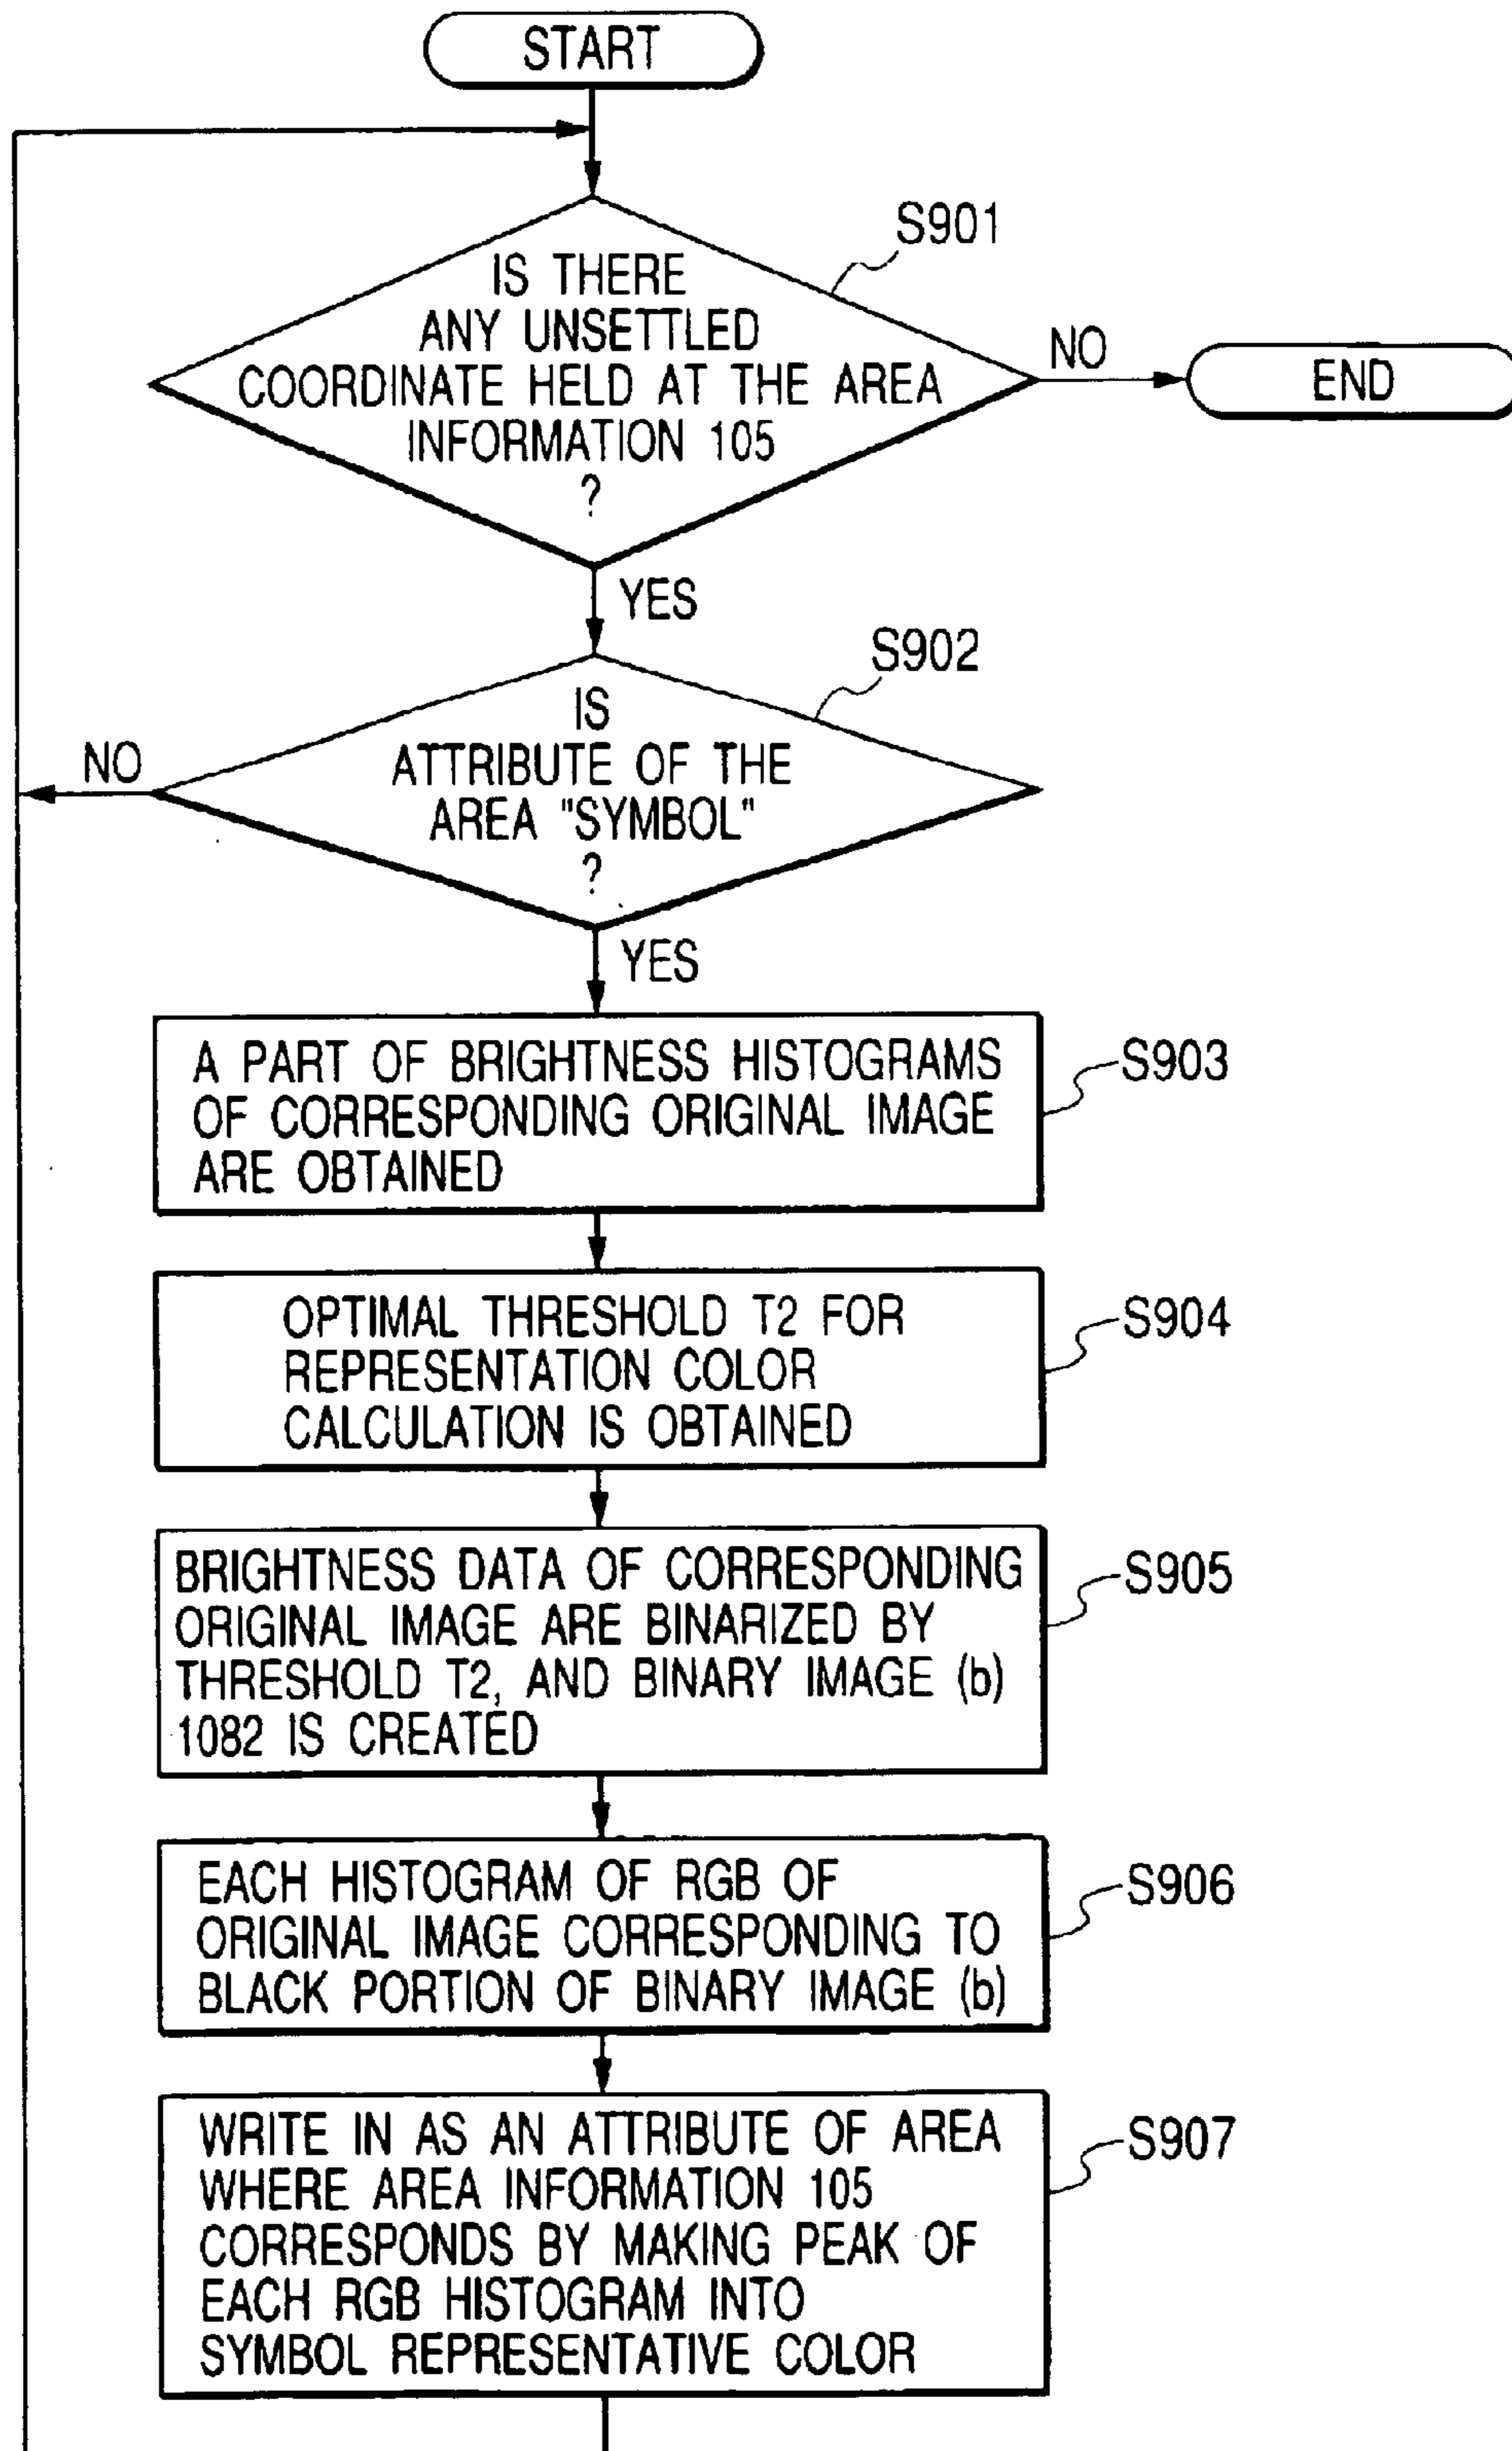 START
S901
IS THERE
ANY UNSETTLED
COORDINATE HELD AT THE AREA
INFORMATION 105
?
NO
END
YES
S902
IS
ATTRIBUTE OF THE
AREA "SYMBOL"
?
NO
YES
A PART OF BRIGHTNESS HISTOGRAMS
OF CORRESPONDING ORIGINAL IMAGE
ARE OBTAINED
S903
OPTIMAL THRESHOLD T2 FOR
REPRESENTATION COLOR
CALCULATION IS OBTAINED
S904
BRIGHTNESS DATA OF CORRESPONDING
ORIGINAL IMAGE ARE BINARIZED BY
THRESHOLD T2, AND BINARY IMAGE (b)
1082 IS CREATED
S905
EACH HISTOGRAM OF RGB OF
ORIGINAL IMAGE CORRESPONDING TO
BLACK PORTION OF BINARY IMAGE (b)
S906
WRITE IN AS AN ATTRIBUTE OF AREA
WHERE AREA INFORMATION 105
CORRESPONDS BY MAKING PEAK OF
EACH RGB HISTOGRAM INTO
SYMBOL REPRESENTATIVE COLOR
S907